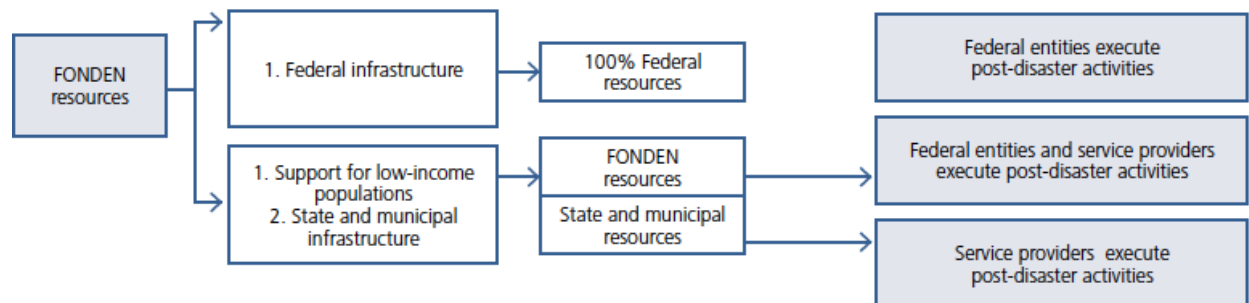 FONDEN
resources
1. Federal infrastructure
100% Federal
resources
Federal entities execute
post-disaster activities
1. Support for low-income
populations
2. State and municipal
infrastructure
FONDEN
resources
State and municipal
resources
Federal entities and service providers
execute post-disaster activities
Service providers execute
post-disaster activities